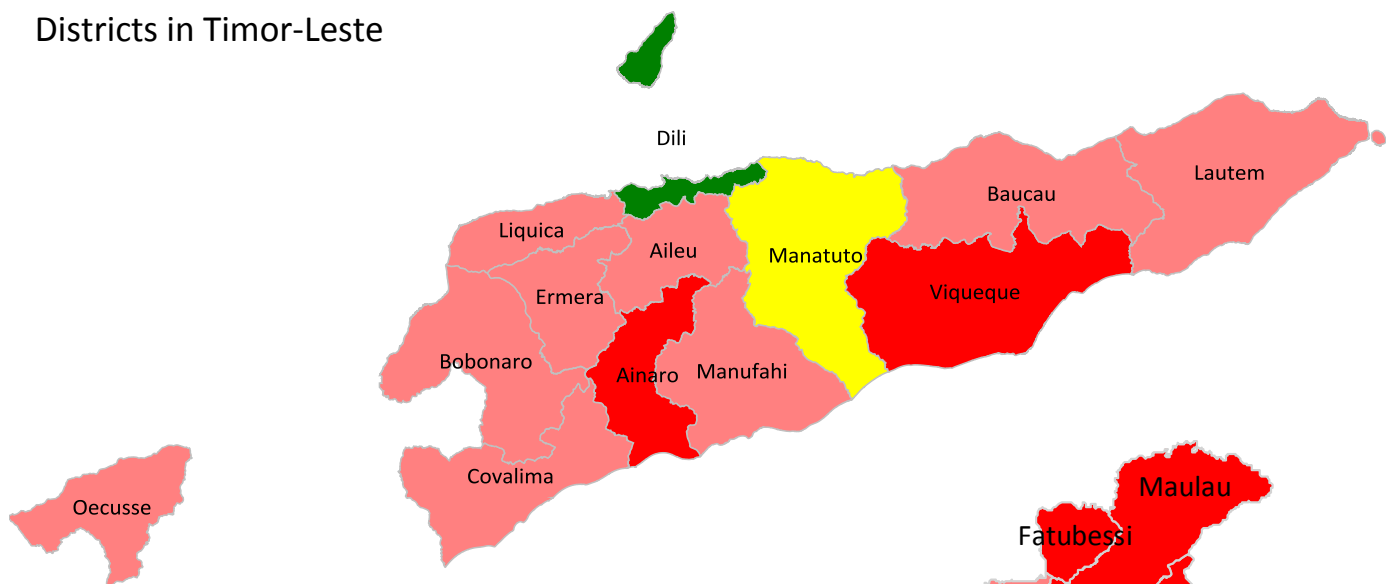 Districts in Timor-Leste
Dili
Lautem
Baucau
Liquica
Aileu
Manatuto
Viqueque
Ermera
Bobonaro
Ainaro
Manufahi
Covalima
Oecusse
Maulau
Fatubessi